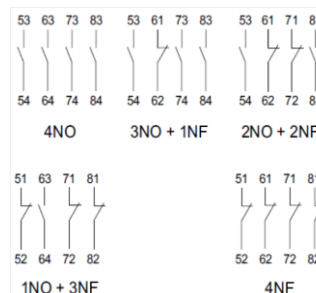 53 63 73 83 53 61 73 83 53 61 71
54 64 74 84 54 62 74 84 54 62 72
4NO 3NO + 1NF 2NO + 2NF
51 63 71 81 51 61 71 81
52 64 72 82 52 62 72 82
1NO + 3NF 4NF